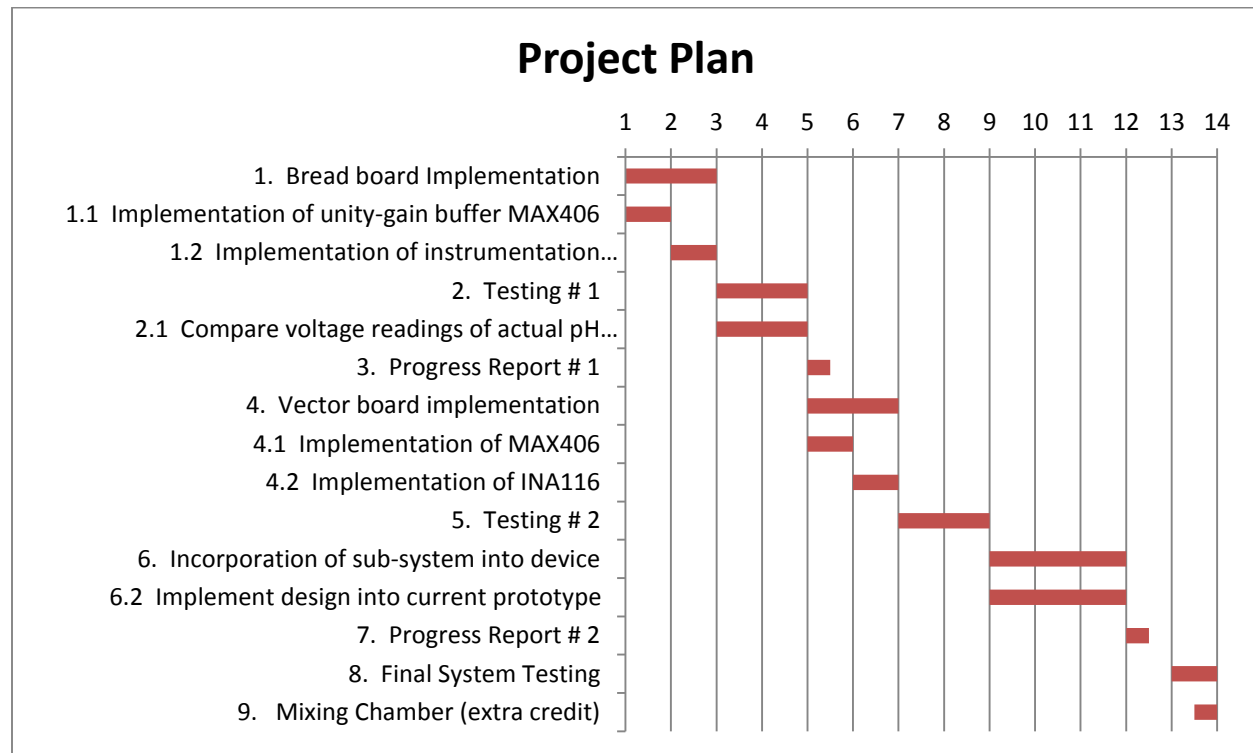 Project Plan
1 2 3 4 5 6 7 8 9 10 11 12 13 14
1. Bread board Implementation
1.1 Implementation of unity-gain buffer MAX406
1.2 Implementation of instrumentation…
2. Testing # 1
2.1 Compare voltage readings of actual pH…
3. Progress Report # 1
4. Vector board implementation
4.1 Implementation of MAX406
4.2 Implementation of INA116
5. Testing # 2
6. Incorporation of sub-system into device
6.2 Implement design into current prototype
7. Progress Report # 2
8. Final System Testing
9. Mixing Chamber (extra credit)